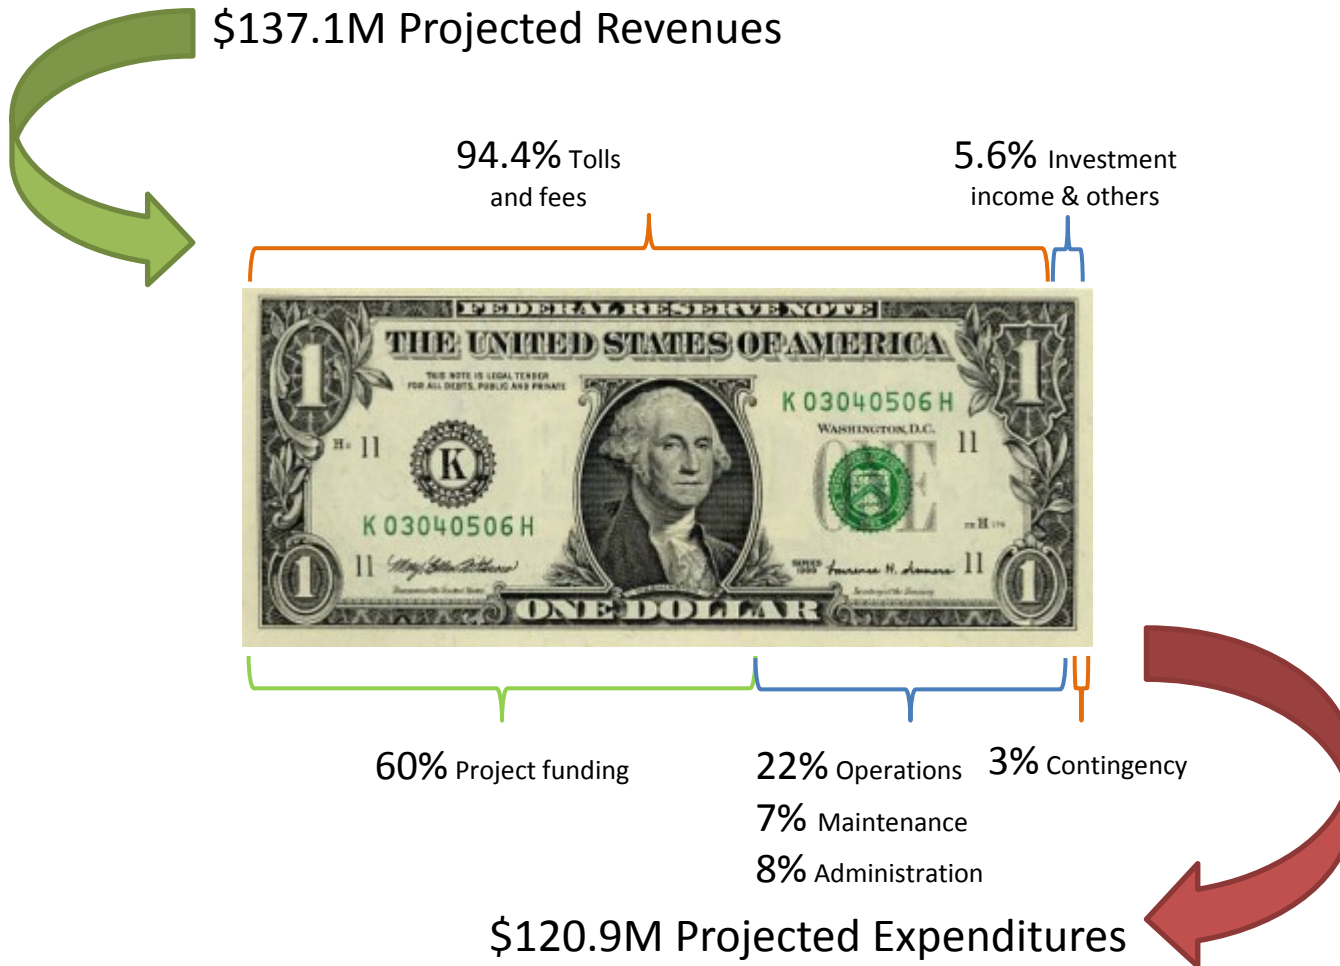 $137.1M Projected Revenues
94.4% Tolls
and fees
5.6% Investment
income & others
FEDERAL RESERVE NOTE
THE UNITED STATES OF AMERICA
THIS NOTE IS LEGAL TENDER
FOR ALL DEBTS, PUBLIC AND PRIVATE
K 03040506 H
WASHINGTON, D.C.
1
1
11
11
K
ONE
K 03040506 H
11
SERIES
1999
11
1
1
ONE DOLLAR
60% Project funding
22% Operations
3% Contingency
7% Maintenance
8% Administration
$120.9M Projected Expenditures